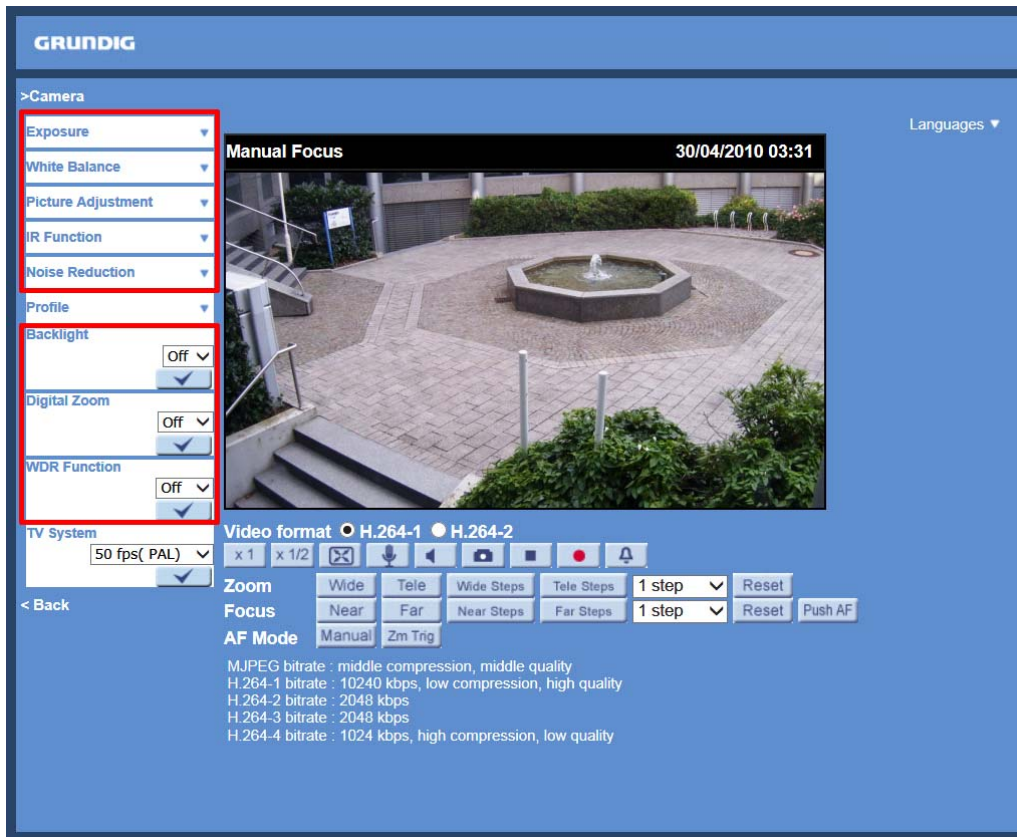 GRUNDIG
>Camera
Languages
Exposure
White Balance
Picture Adjustment
IR Function
Noise Reduction
Profile
Backlight
Off
Digital Zoom
Off
WDR Function
Off
TV System
50 fps( PAL)
< Back
Manual Focus 30/04/2010 03:31
Video format H.264-1 H.264-2
x 1 x 1/2
Zoom Wide Tele Wide Steps Tele Steps 1 step Reset
Focus Near Far Near Steps Far Steps 1 step Reset Push AF
AF Mode Manual Zm Trig
MJPEG bitrate : middle compression, middle quality
H.264-1 bitrate : 10240 kbps, low compression, high quality
H.264-2 bitrate : 2048 kbps
H.264-3 bitrate : 2048 kbps
H.264-4 bitrate : 1024 kbps, high compression, low quality